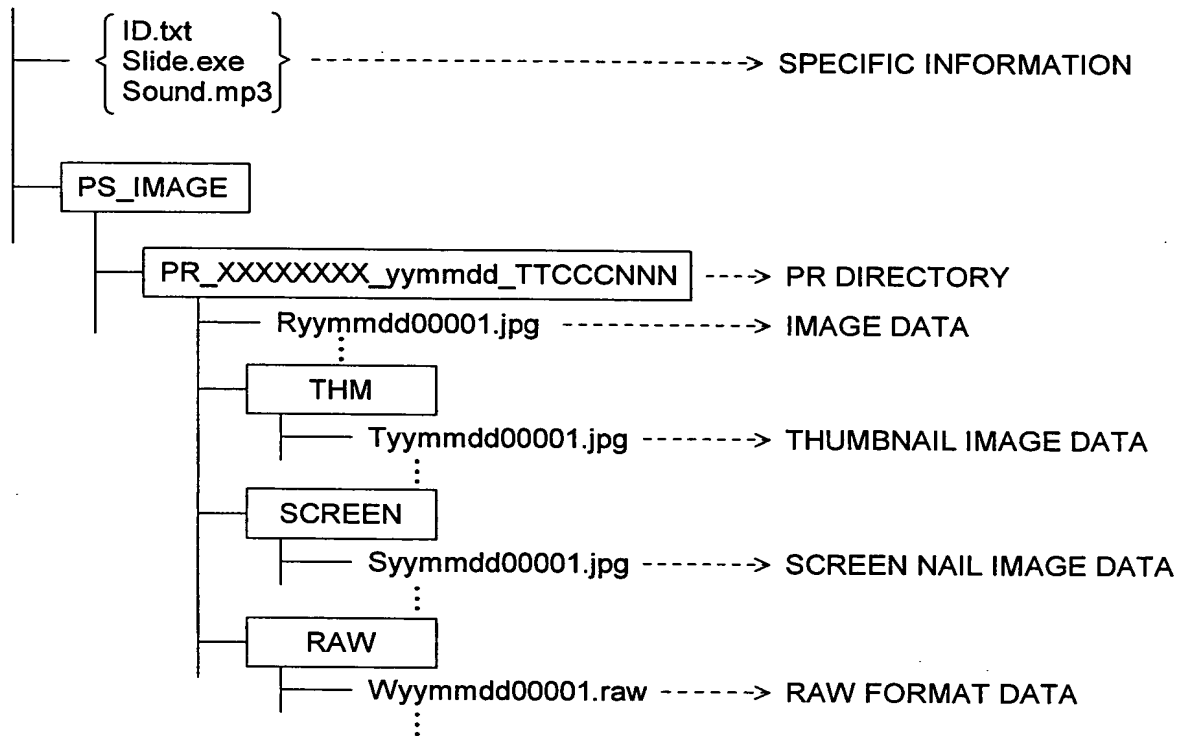 ID.txt
Slide.exe
Sound.mp3
SPECIFIC INFORMATION
PS_IMAGE
PR_XXXXXXXX_yymmdd_TTCCCNNN
PR DIRECTORY
Ryymmdd00001.jpg
IMAGE DATA
THM
Tyymmdd00001.jpg
THUMBNAIL IMAGE DATA
SCREEN
Syymmdd00001.jpg
SCREEN NAIL IMAGE DATA
RAW
Wyymmdd00001.raw
RAW FORMAT DATA